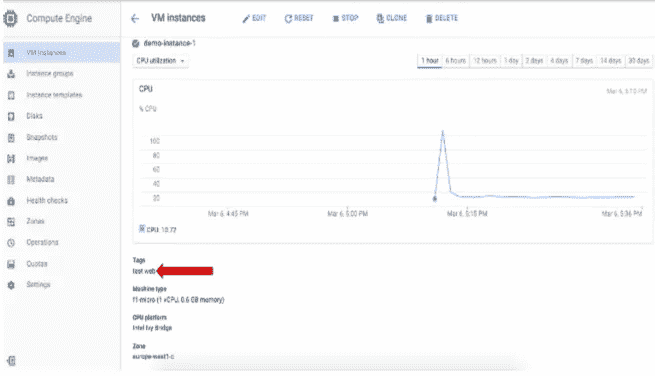 Compute Engine
VM instances
EDIT
RESET
STOP
CLONE
DELETE
VM instances
Instance groups
Instance templates
Disks
Snapshots
Images
Metadata
Health checks
Zones
Operations
Quotas
Settings
demo-instance-1
CPU utilization
1 hour 6 hours 12 hours 1 day 2 days 4 days 7 days 14 days 30 days
CPU
% CPU
100
80
60
40
20
Mar 6, 4:45 PM Mar 6, 5:00 PM Mar 6, 5:15 PM Mar 6, 5:36 PM
CPU: 10.77
Tags
test web
Machine type
f1-micro (1 vCPU, 0.6 GB memory)
CPU platform
Intel Ivy Bridge
Zone
europe-west1-c